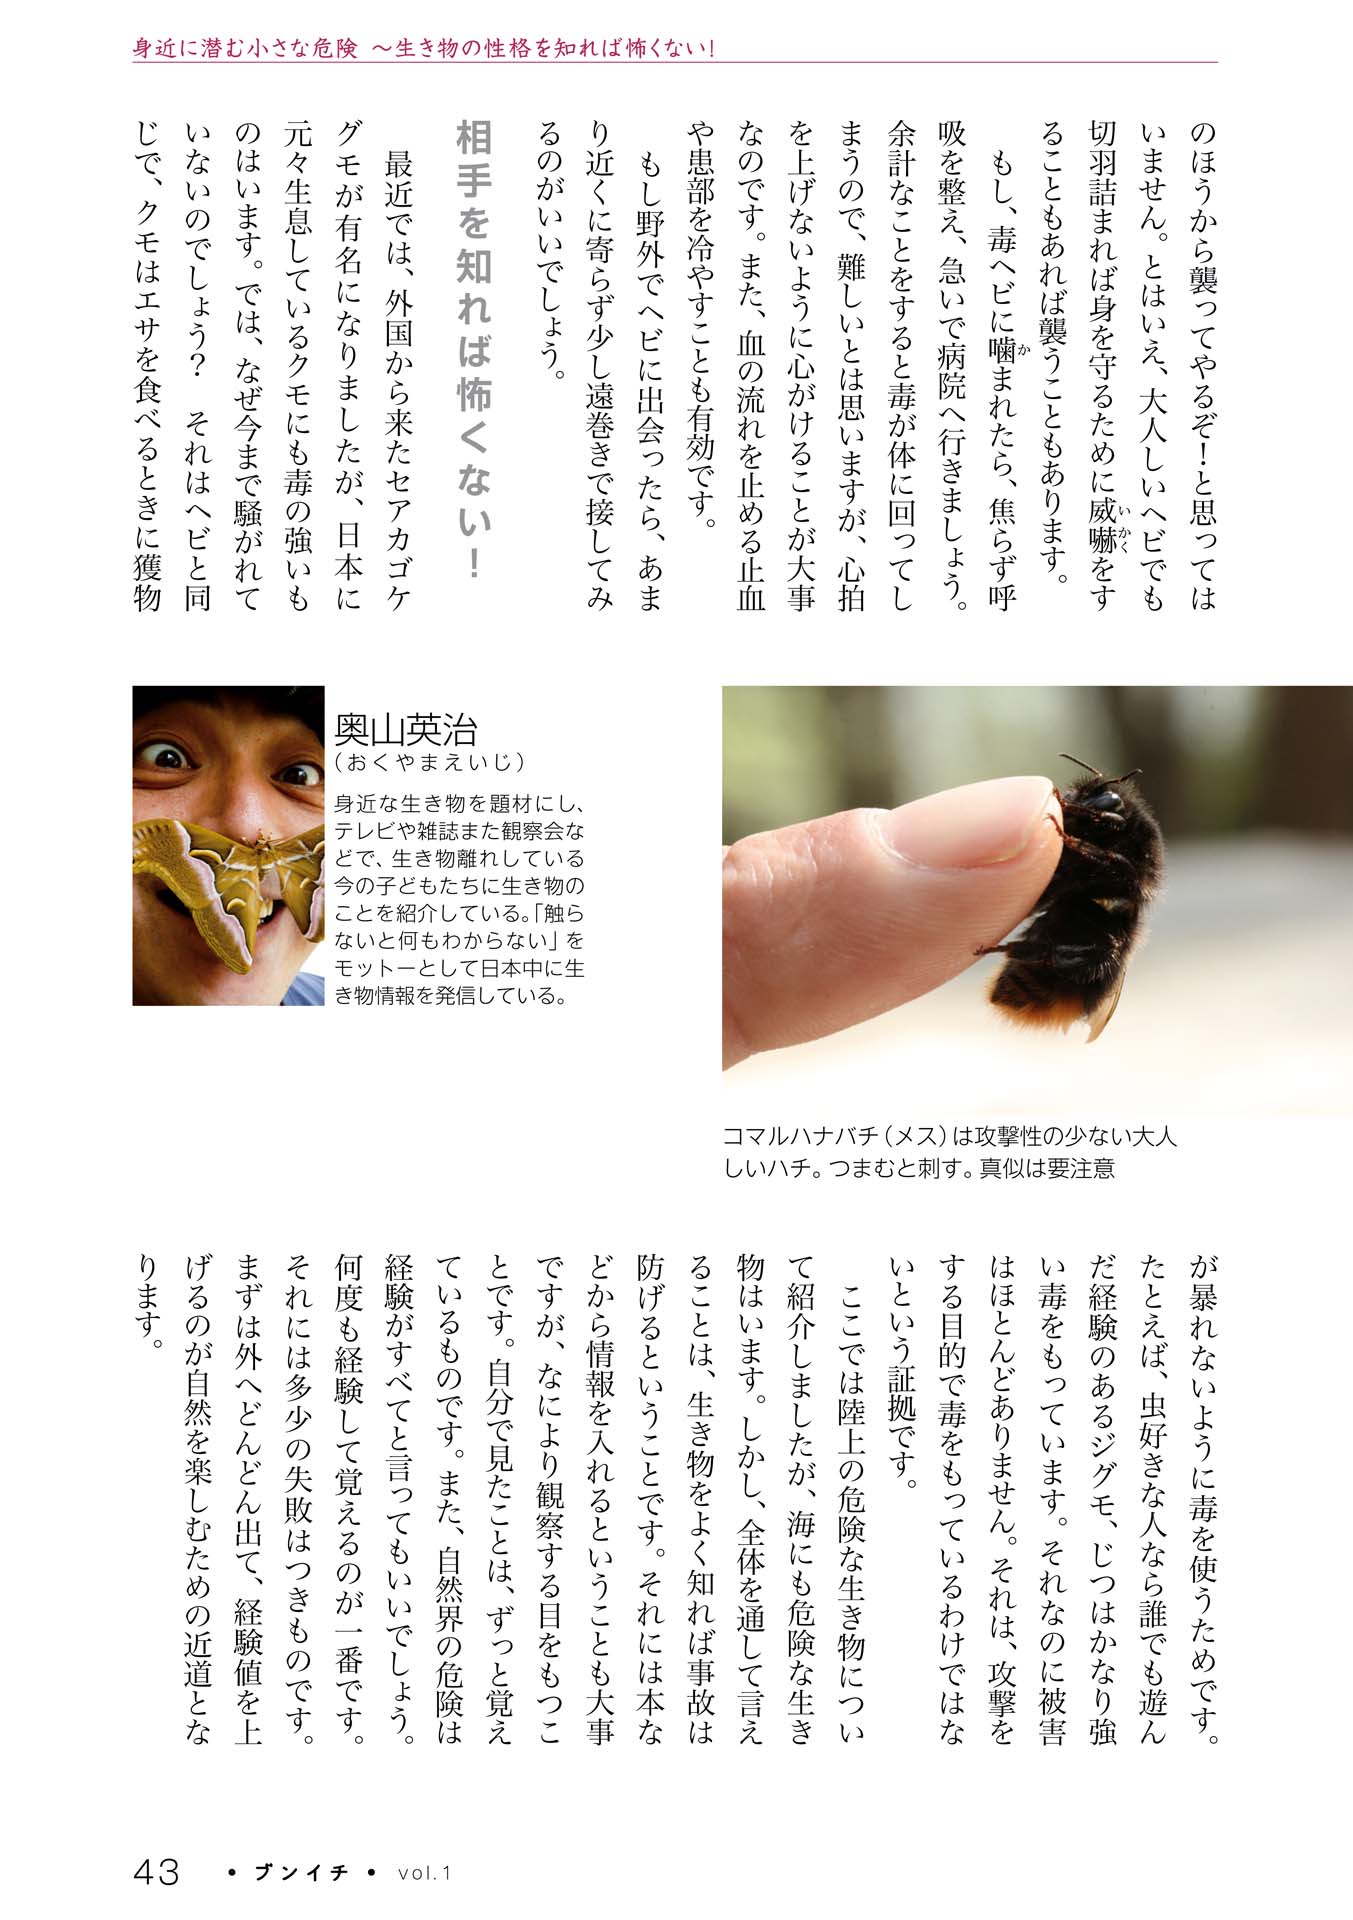 身近に潜む小さな危険 ～生き物の性格を知れば怖くない！
のほうから襲ってやるぞ！と思っては
いません。とはいえ、大人しいヘビでも
切羽詰まれば身を守るために威嚇をす
いかく
ることもあれば襲うこともあります。
もし、毒ヘビに噛まれたら、焦らず呼
か
吸を整え、急いで病院へ行きましょう。
余計なことをすると毒が体に回ってし
まうので、難しいとは思いますが、心拍
を上げないように心がけることが大事
なのです。また、血の流れを止める止血
や患部を冷やすことも有効です。
もし野外でヘビに出会ったら、あま
り近くに寄らず少し遠巻きで接してみ
るのがいいでしょう。
相手を知れば怖くない！
最近では、外国から来たセアカゴケ
グモが有名になりましたが、日本に
元々生息しているクモにも毒の強いも
のはいます。では、なぜ今まで騒がれて
いないのでしょう？　それはヘビと同
じで、クモはエサを食べるときに獲物
コマルハナバチ（メス）は攻撃性の少ない大人
しいハチ。つまむと刺す。真似は要注意
奥山英治
（おくやまえいじ）
身近な生き物を題材にし、
テレビや雑誌また観察会な
どで、生き物離れしている
今の子どもたちに生き物の
ことを紹介している。「触ら
ないと何もわからない」を
モットーとして日本中に生
き物情報を発信している。
が暴れないように毒を使うためです。
たとえば、虫好きな人なら誰でも遊ん
だ経験のあるジグモ、じつはかなり強
い毒をもっています。それなのに被害
はほとんどありません。それは、攻撃を
する目的で毒をもっているわけではな
いという証拠です。
ここでは陸上の危険な生き物につい
て紹介しましたが、海にも危険な生き
物はいます。しかし、全体を通して言え
ることは、生き物をよく知れば事故は
防げるということです。それには本な
どから情報を入れるということも大事
ですが、なにより観察する目をもつこ
とです。自分で見たことは、ずっと覚え
ているものです。また、自然界の危険は
経験がすべてと言ってもいいでしょう。
何度も経験して覚えるのが一番です。
それには多少の失敗はつきものです。
まずは外へどんどん出て、経験値を上
げるのが自然を楽しむための近道とな
ります。
43 • ブンイチ • vol.1